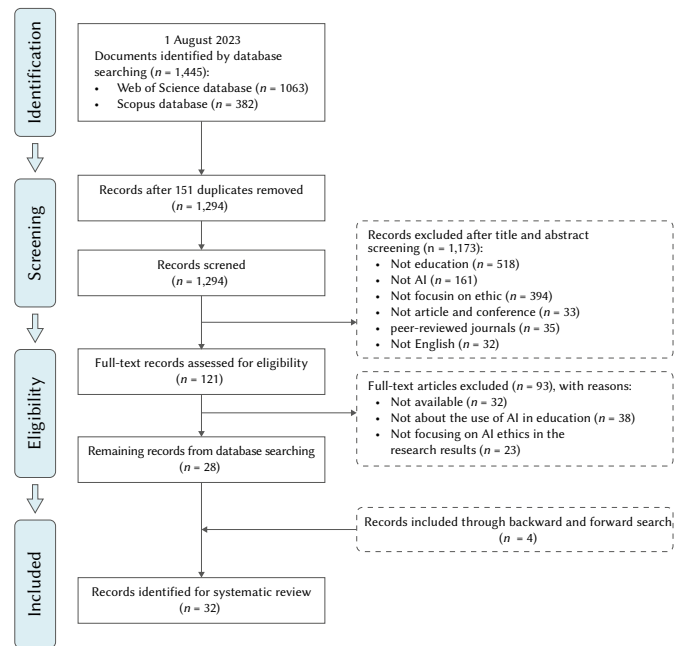 Identification
1 August 2023
Documents identified by database
searching (n = 1,445):
• Web of Science database (n = 1063)
• Scopus database (n = 382)
Screening
Records after 151 duplicates removed
(n = 1,294)
Records screned
(n = 1,294)
Records excluded after title and abstract
screening (n = 1,173):
• Not education (n = 518)
• Not AI (n = 161)
• Not focusin on ethic (n = 394)
• Not article and conference (n = 33)
• peer-reviewed journals (n = 35)
• Not English (n = 32)
Eligibility
Full-text records assessed for eligibility
(n = 121)
Full-text articles excluded (n = 93), with reasons:
• Not available (n = 32)
• Not about the use of AI in education (n = 38)
• Not focusing on AI ethics in the
research results (n = 23)
Remaining records from database searching
(n = 28)
Included
Records included through backward and forward search
(n = 4)
Records identified for systematic review
(n = 32)